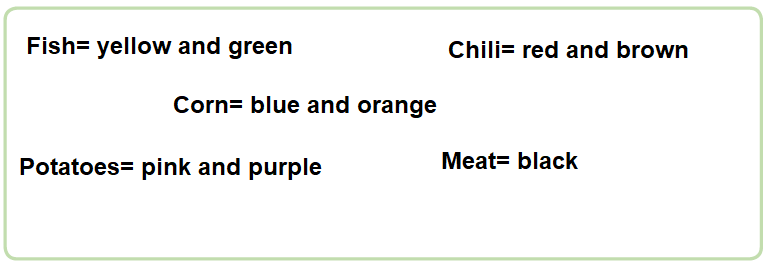 Fish= yellow and green
Chili= red and brown
Corn= blue and orange
Potatoes= pink and purple
Meat= black